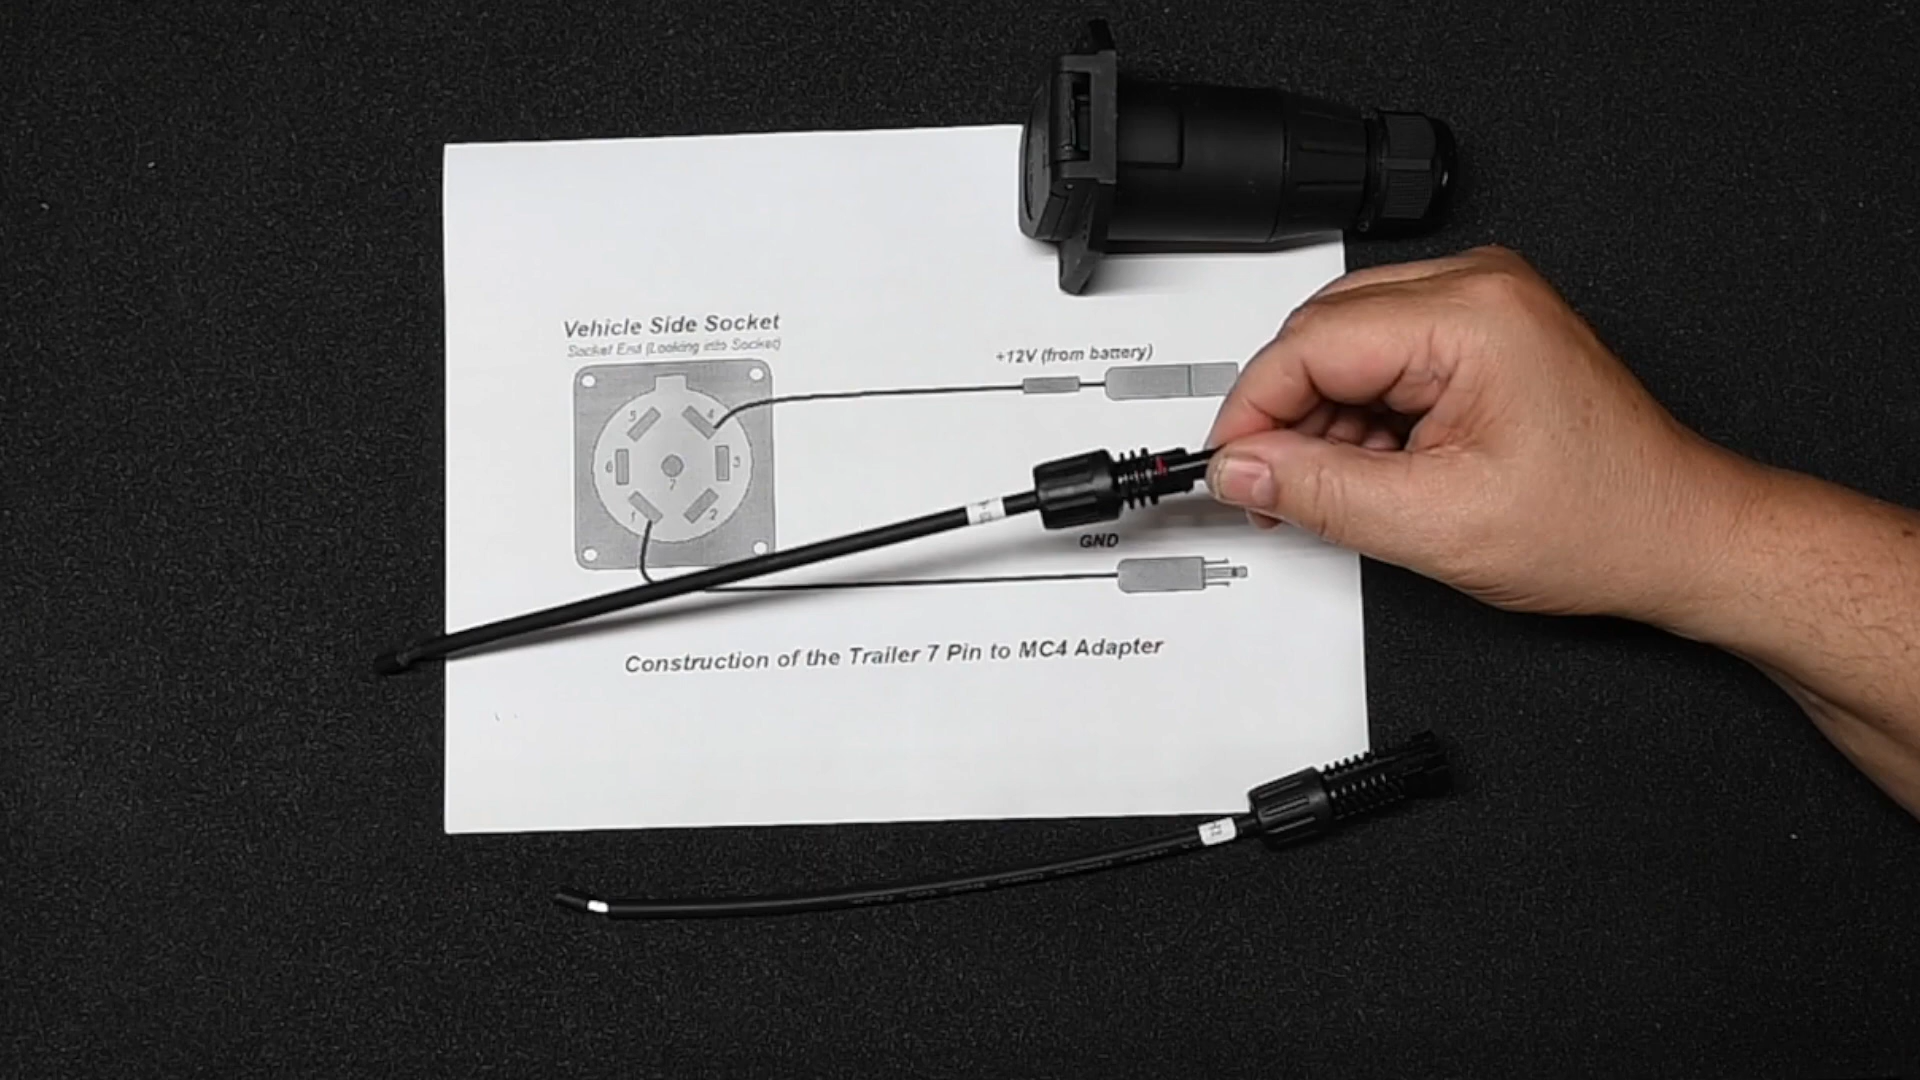 Vehicle Side Socket
Socket End (Looking into Socket)
+12V (from battery)
5 4
6 3
7
1 2
GND
Construction of the Trailer 7 Pin to MC4 Adapter